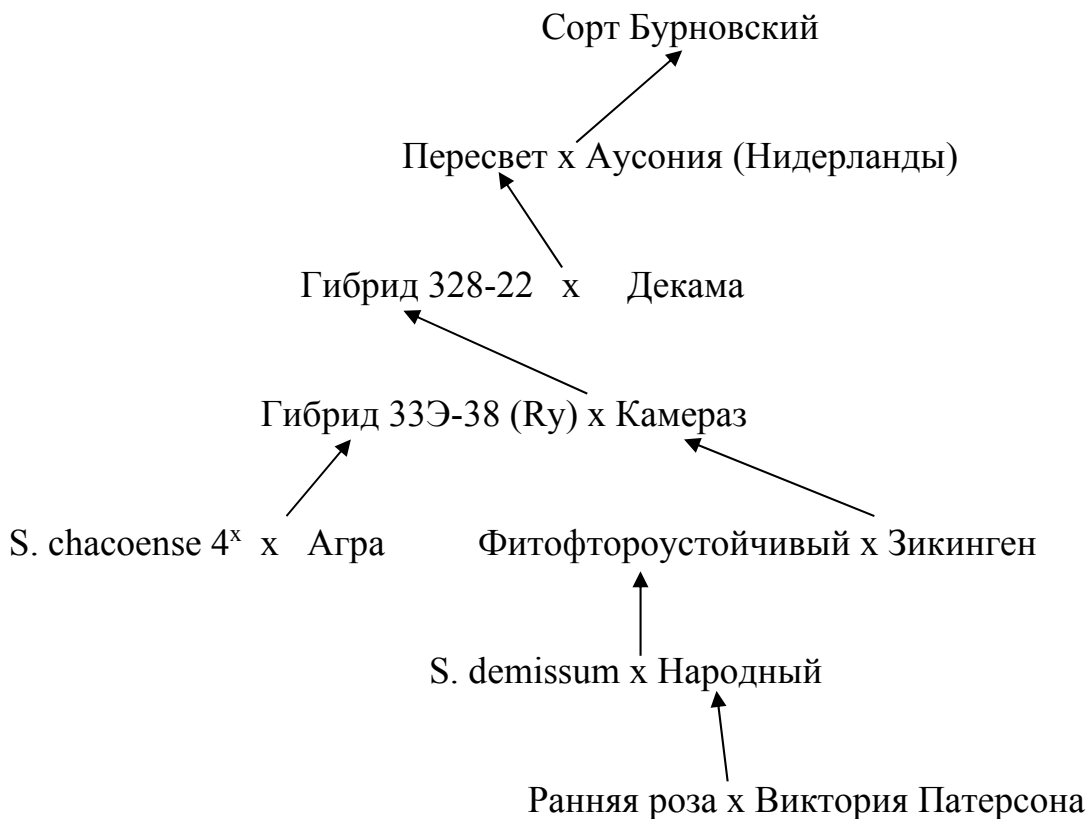 Сорт Бурновский
Пересвет х Аусония (Нидерланды)
Гибрид 328-22 х Декама
Гибрид 33Э-38 (Ry) х Камераз
S. chacoense 4ˣ х Агра Фитофтороустойчивый х Зикинген
S. demissum х Народный
Ранняя роза х Виктория Патерсона